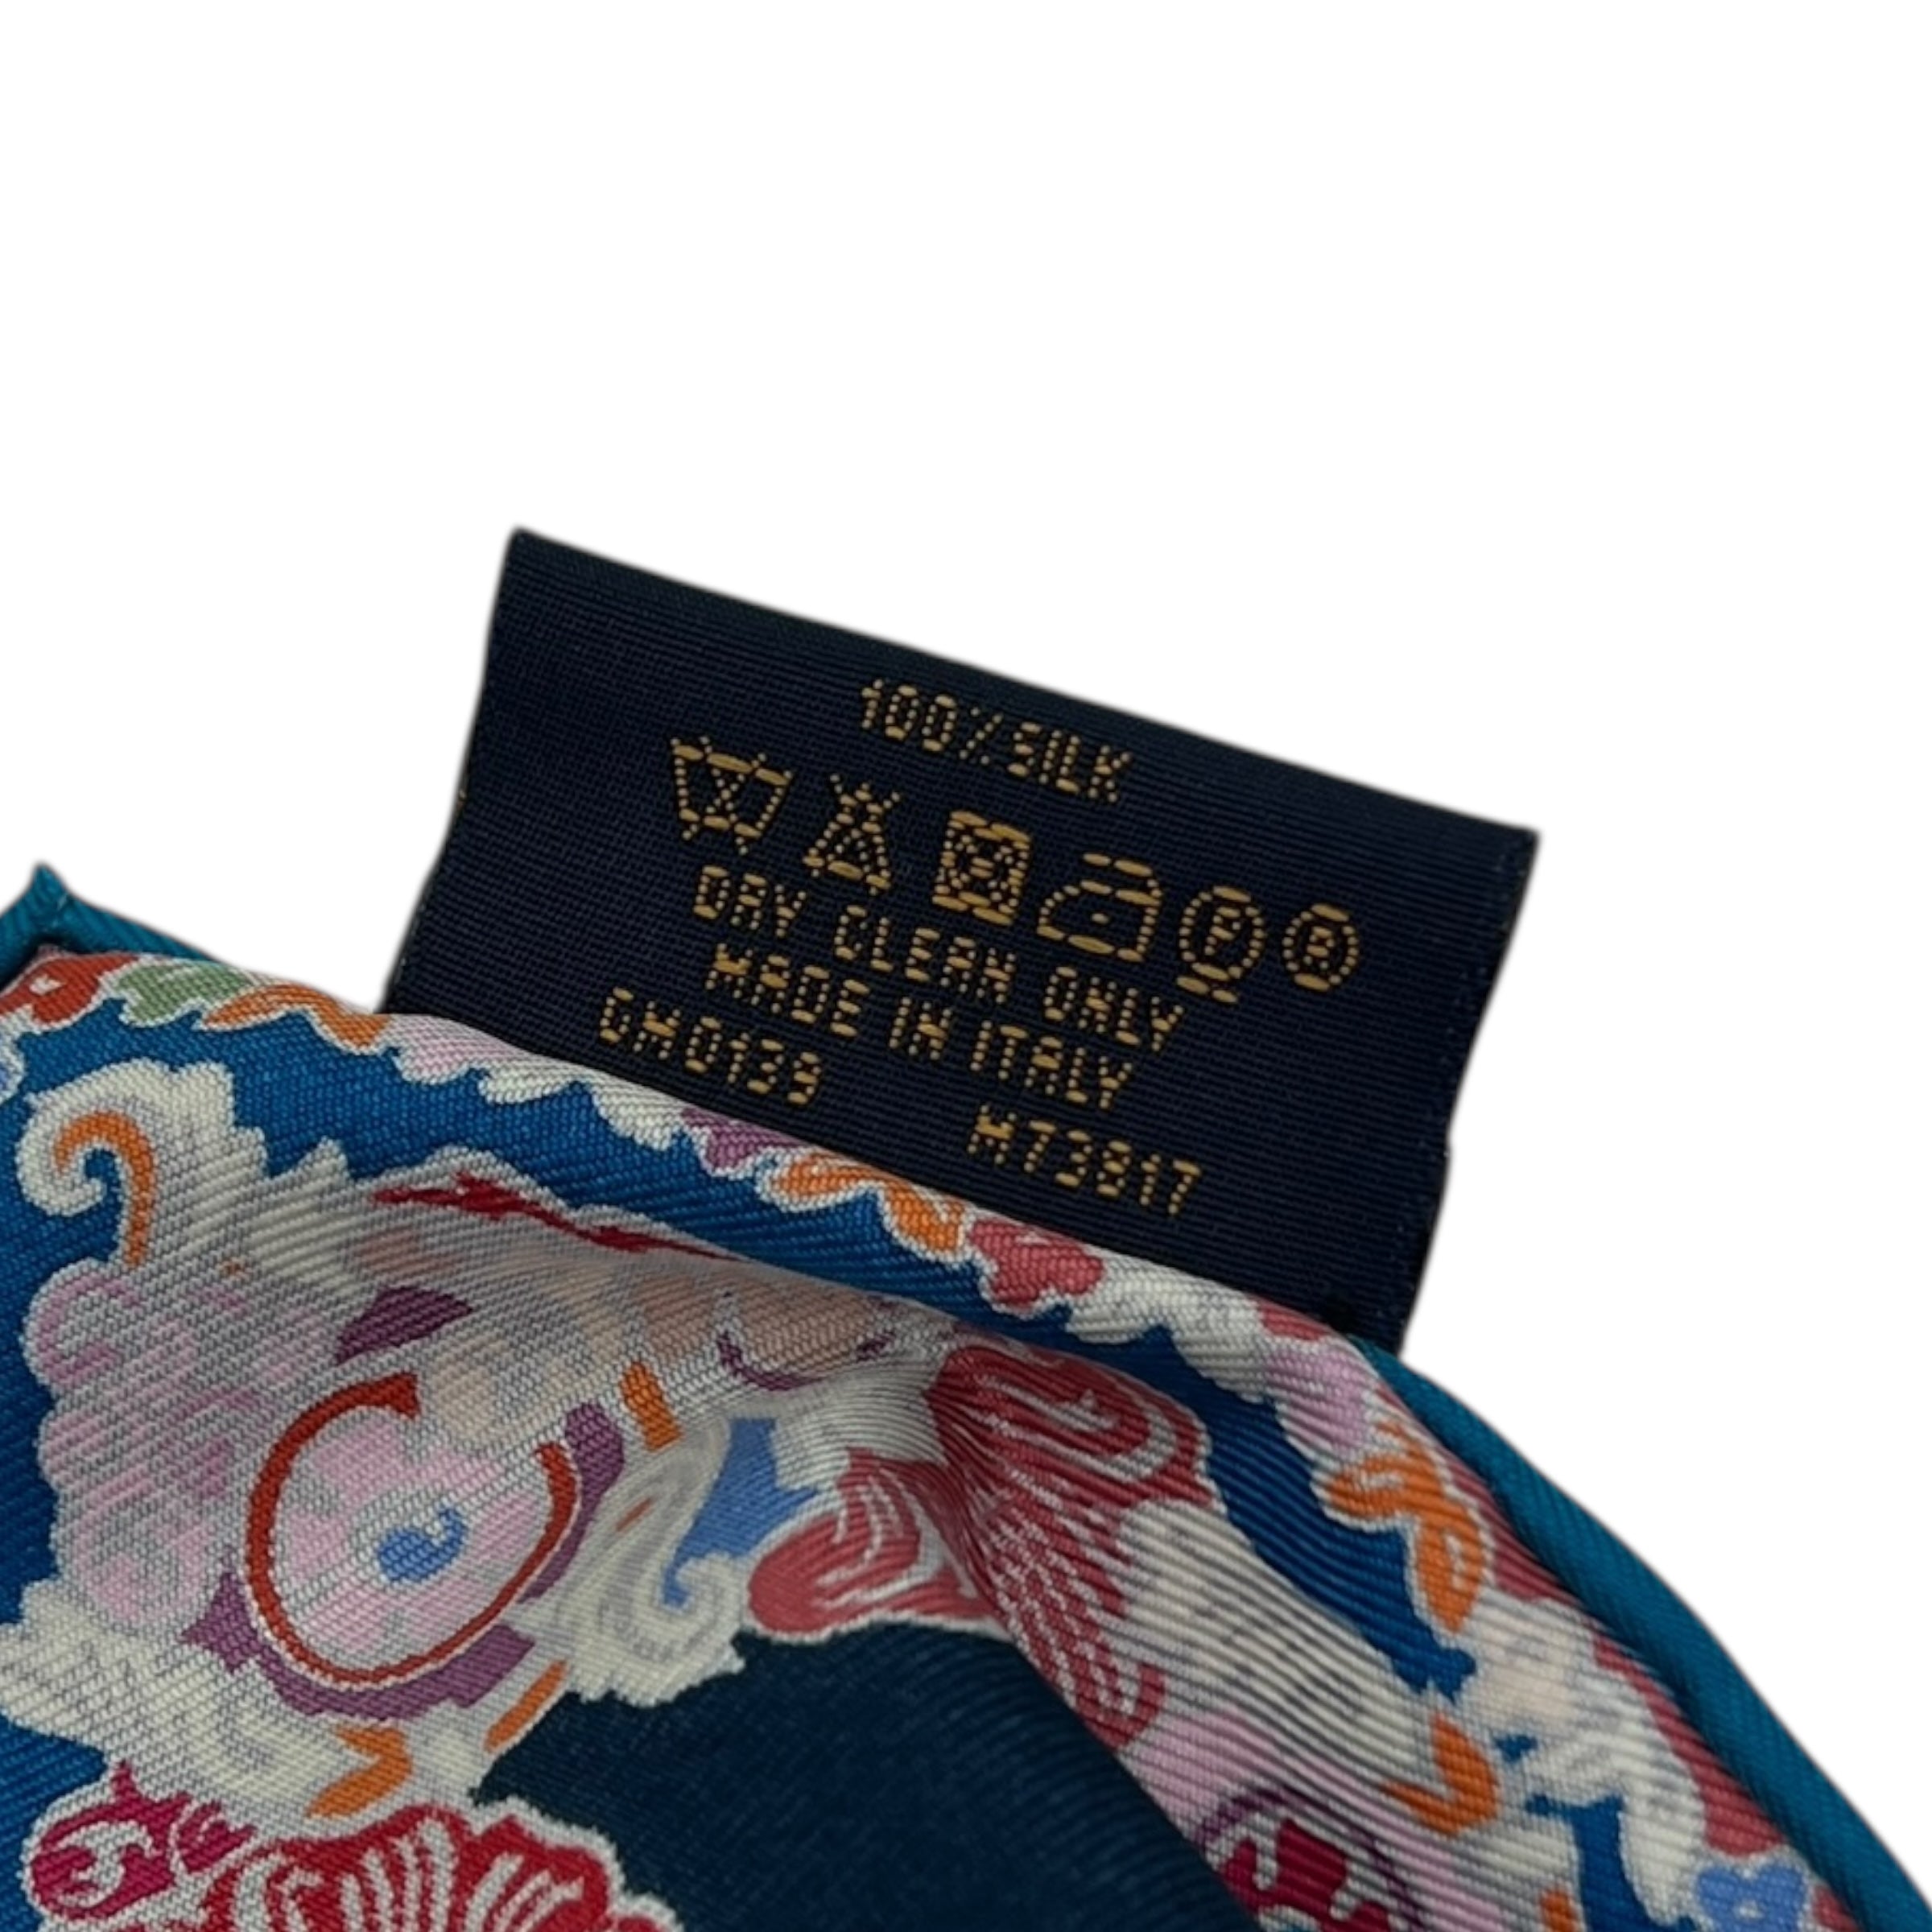 100% SILK
P R
DRY CLEAN ONLY
MADE IN ITALY
GM0139 M73817